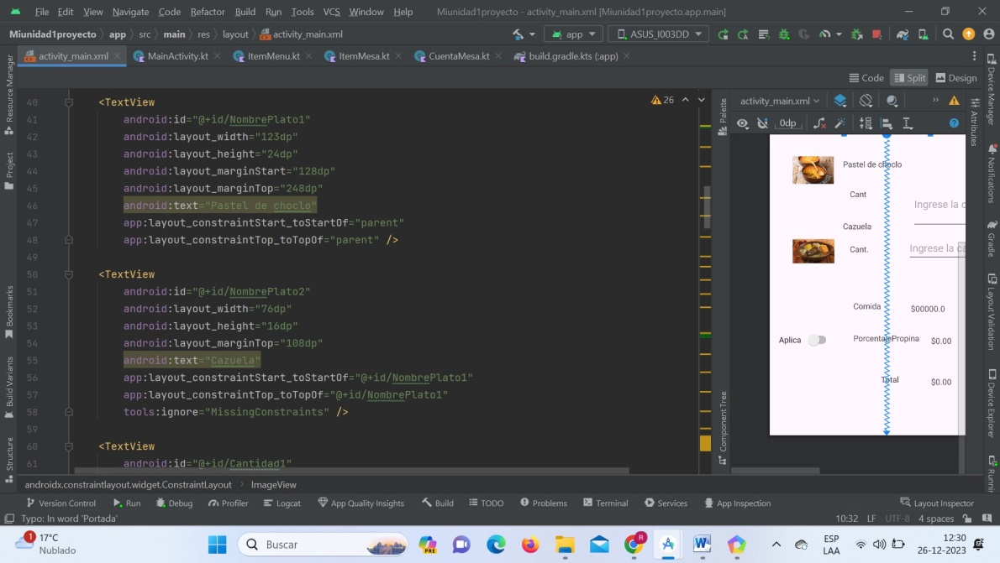 File Edit View Navigate Code Refactor Build Run Tools VCS Window Help Miunidad1proyecto - activity_main.xml [Miunidad1proyecto.app.main]
Miunidad1proyecto app src main res layout activity_main.xml app ASUS_I003DD
activity_main.xml MainActivity.kt ItemMenu.kt ItemMesa.kt CuentaMesa.kt build.gradle.kts (:app)
Code Split Design
Resource Manager
Project
Bookmarks
Build Variants
Structure
40 <TextView
41 android:id="@+id/NombrePlato1"
42 android:layout_width="123dp"
43 android:layout_height="24dp"
44 android:layout_marginStart="128dp"
45 android:layout_marginTop="248dp"
46 android:text="Pastel de choclo"
47 app:layout_constraintStart_toStartOf="parent"
48 app:layout_constraintTop_toTopOf="parent" />
49
50 <TextView
51 android:id="@+id/NombrePlato2"
52 android:layout_width="76dp"
53 android:layout_height="16dp"
54 android:layout_marginTop="108dp"
55 android:text="Cazuela"
56 app:layout_constraintStart_toStartOf="@+id/NombrePlato1"
57 app:layout_constraintTop_toTopOf="@+id/NombrePlato1"
58 tools:ignore="MissingConstraints" />
59
60 <TextView
61 android:id="@+id/Cantidad1"
26
Palette
Component Tree
activity_main.xml
0dp
Pastel de choclo
Cant
Ingrese la c
Cazuela
Cant.
Ingrese la ca
Comida $00000.0
Aplica PorcentajePropina $0.00
Total $0.00
Attributes
Device Manager
Notifications
Gradle
Layout Validation
Device Explorer
Runni
androidx.constraintlayout.widget.ConstraintLayout ImageView
Version Control Run Debug Profiler Logcat App Quality Insights Build TODO Problems Terminal Services App Inspection Layout Inspector
Typo: In word 'Portada' 10:32 LF UTF-8 4 spaces
1
17°C
Nublado
Buscar
PRE
R
ESP
LAA
12:30
26-12-2023